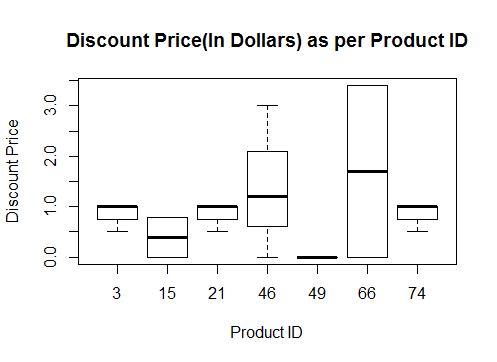 Discount Price(In Dollars) as per Product ID
Discount Price
3.0
2.0
1.0
0.0
3 15 21 46 49 66 74
Product ID